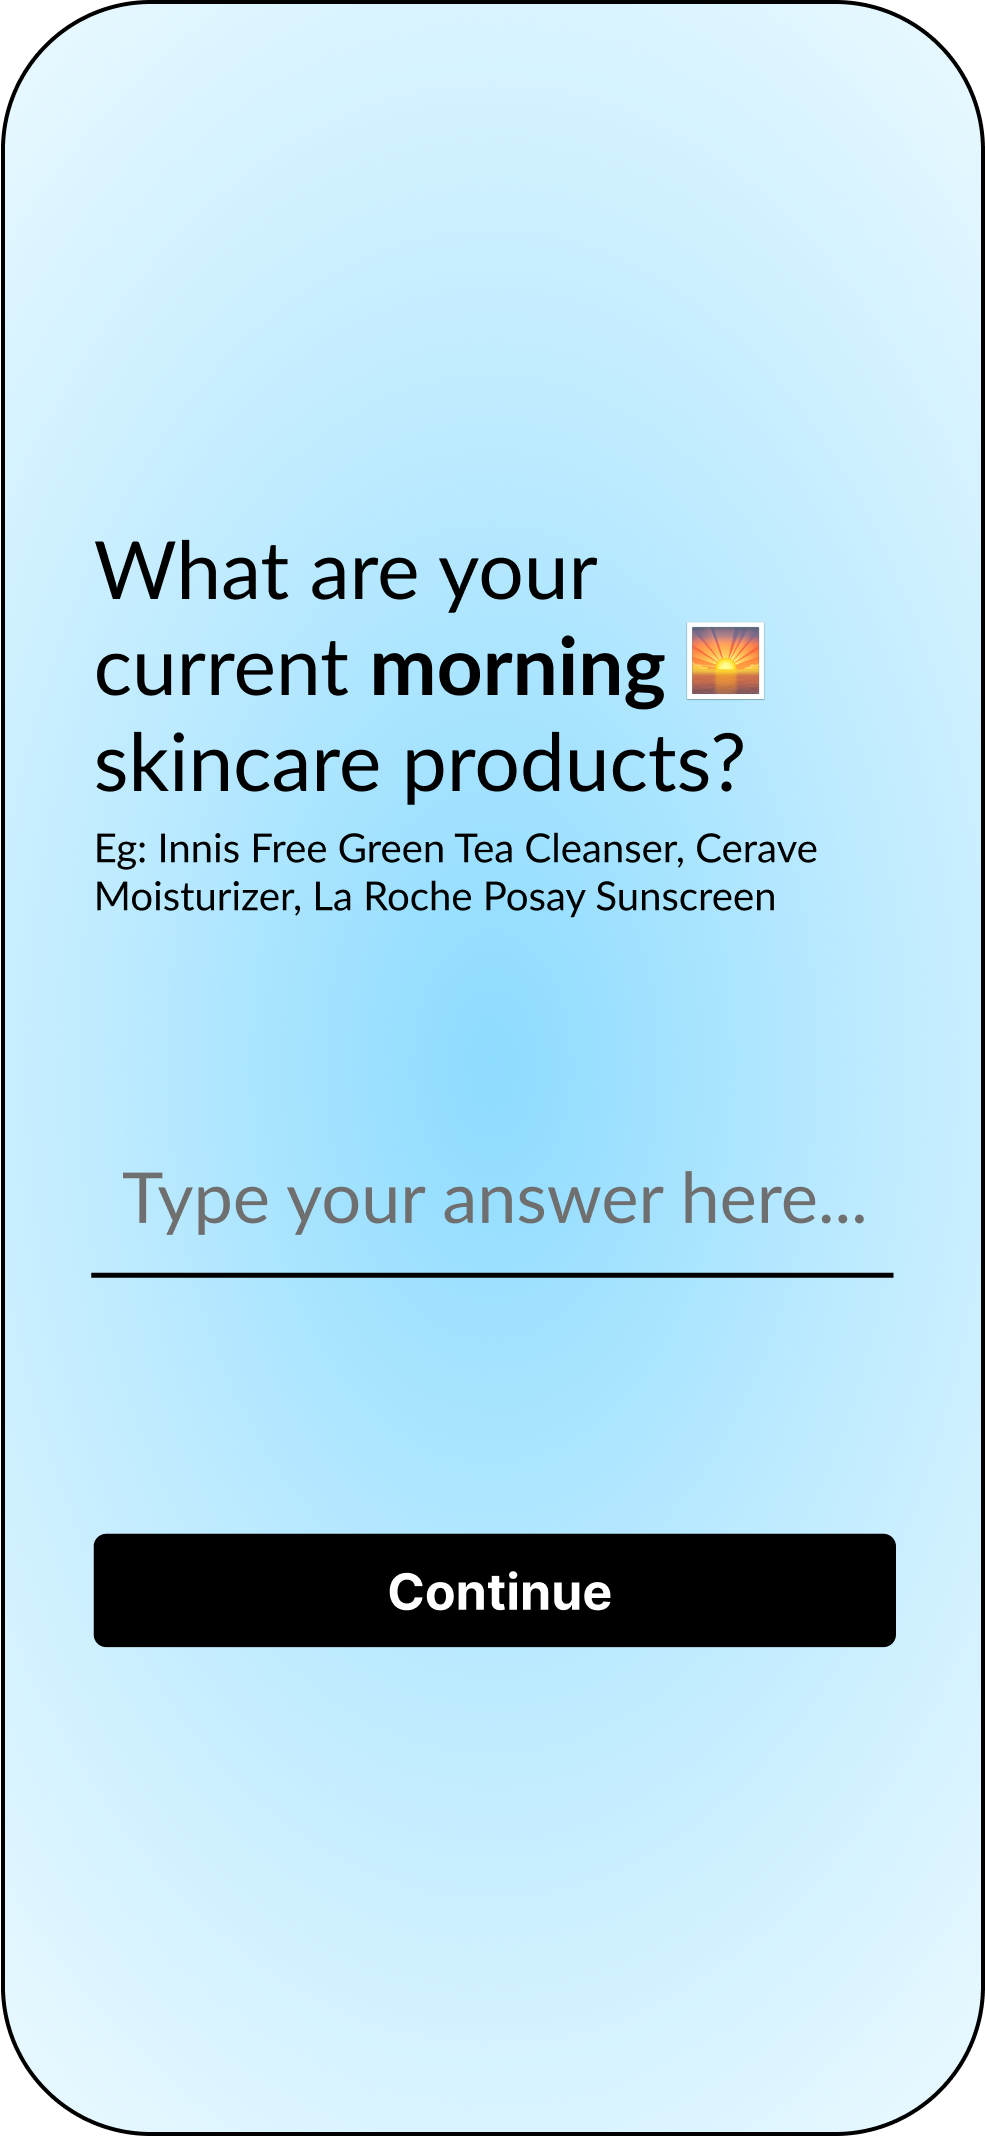 What are your
current morning 🌅
skincare products?
Eg: Innis Free Green Tea Cleanser, Cerave
Moisturizer, La Roche Posay Sunscreen
Type your answer here...
Continue